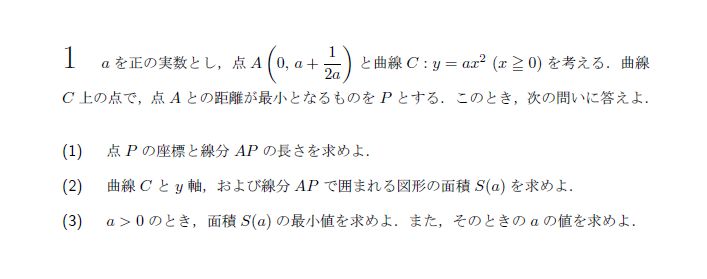 1 a を正の実数とし，点 A(0, a + 1/2a) と曲線 C : y = ax² (x ≧ 0) を考える．曲線
C 上の点で，点 A との距離が最小となるものを P とする．このとき，次の問いに答えよ．
(1) 点 P の座標と線分 AP の長さを求めよ．
(2) 曲線 C と y 軸，および線分 AP で囲まれる図形の面積 S(a) を求めよ．
(3) a > 0 のとき，面積 S(a) の最小値を求めよ．また，そのときの a の値を求めよ．